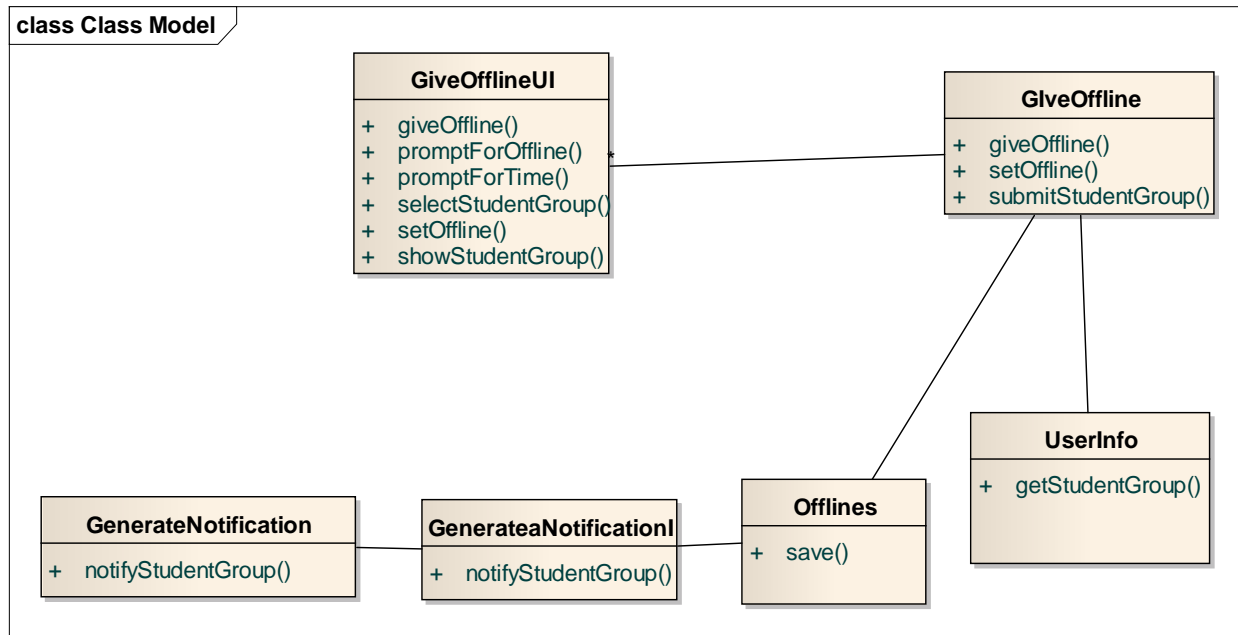 class Class Model
GiveOfflineUI
+ giveOffline()
+ promptForOffline()
+ promptForTime()
+ selectStudentGroup()
+ setOffline()
+ showStudentGroup()
*
GIveOffline
+ giveOffline()
+ setOffline()
+ submitStudentGroup()
UserInfo
+ getStudentGroup()
Offlines
+ save()
GenerateaNotificationI
+ notifyStudentGroup()
GenerateNotification
+ notifyStudentGroup()